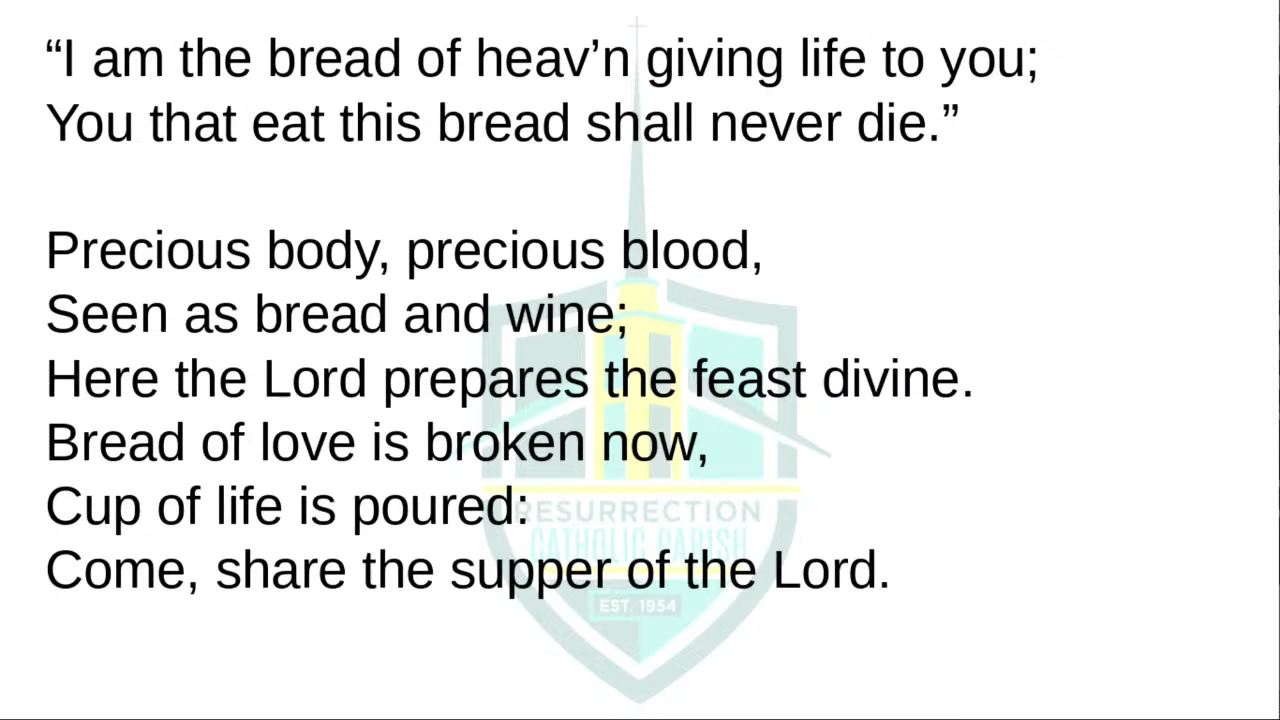 “I am the bread of heav’n giving life to you;
You that eat this bread shall never die.”
Precious body, precious blood,
Seen as bread and wine;
Here the Lord prepares the feast divine.
Bread of love is broken now,
Cup of life is poured:
Come, share the supper of the Lord.
RESURRECTION
CATHOLIC PARISH
EST. 1954